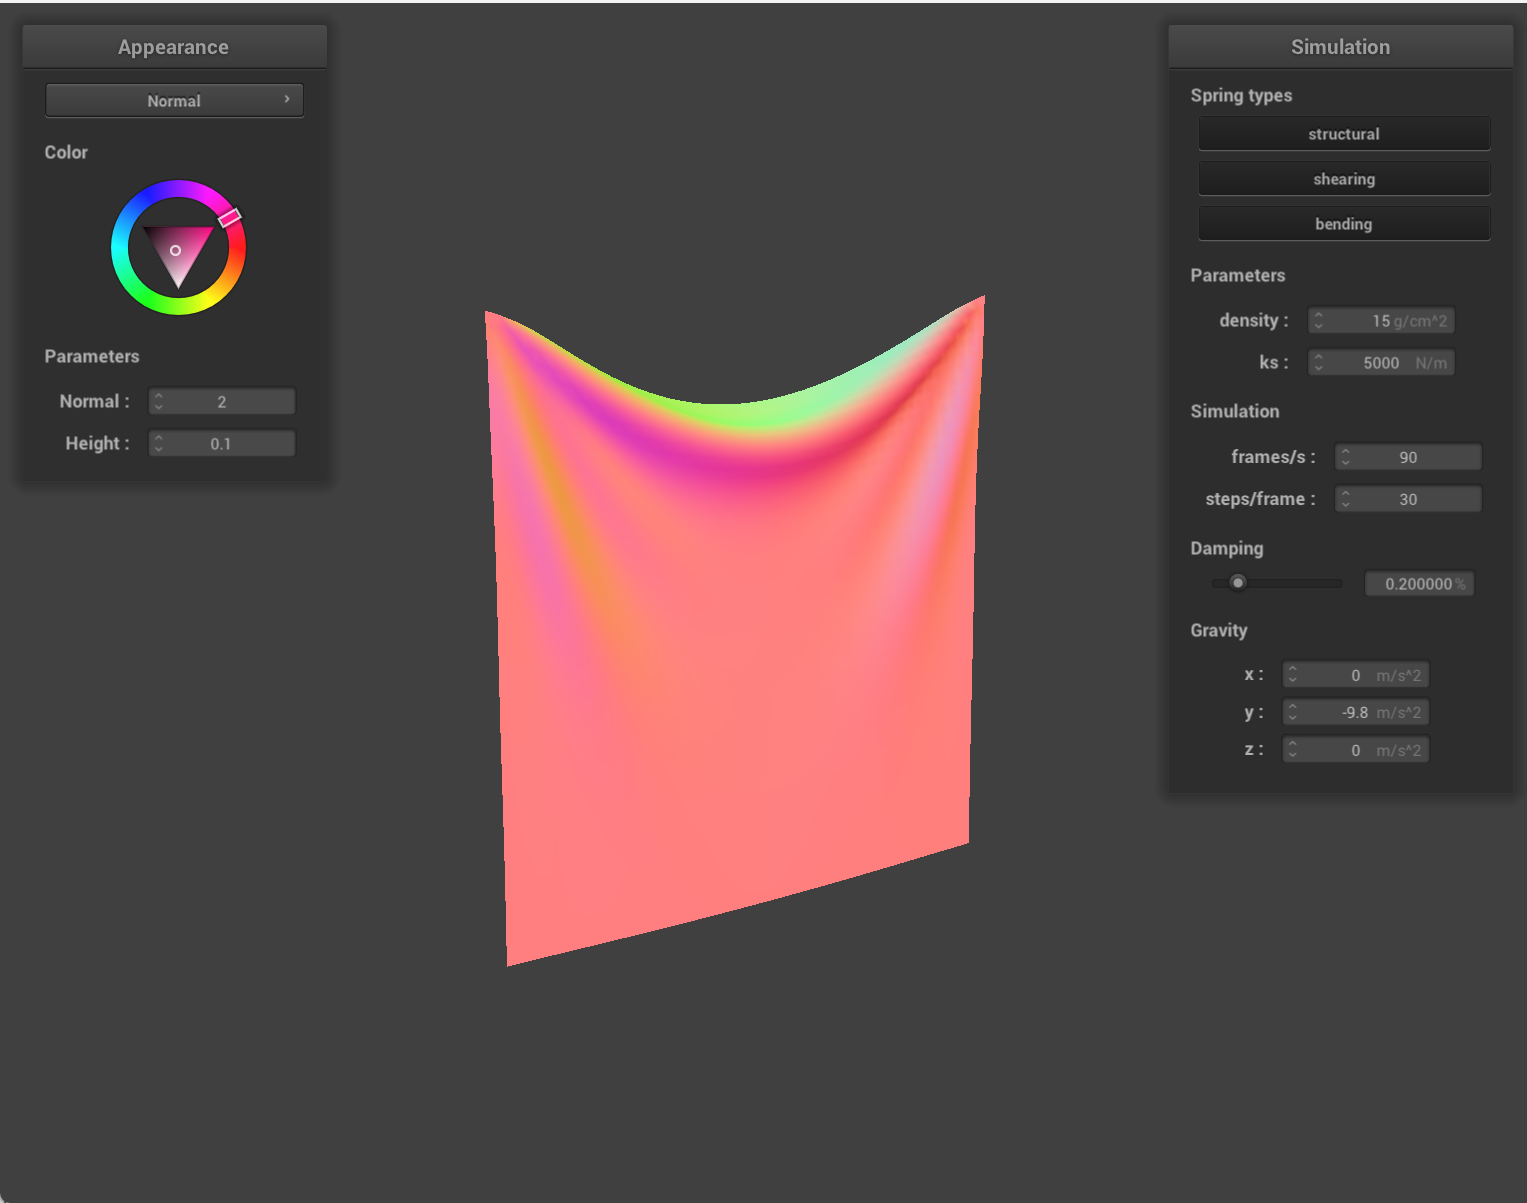 Appearance
Normal
Color
Parameters
Normal : 2
Height : 0.1
Simulation
Spring types
structural
shearing
bending
Parameters
density : 15 g/cm^2
ks : 5000 N/m
Simulation
frames/s : 90
steps/frame : 30
Damping
0.200000 %
Gravity
x : 0 m/s^2
y : -9.8 m/s^2
z : 0 m/s^2